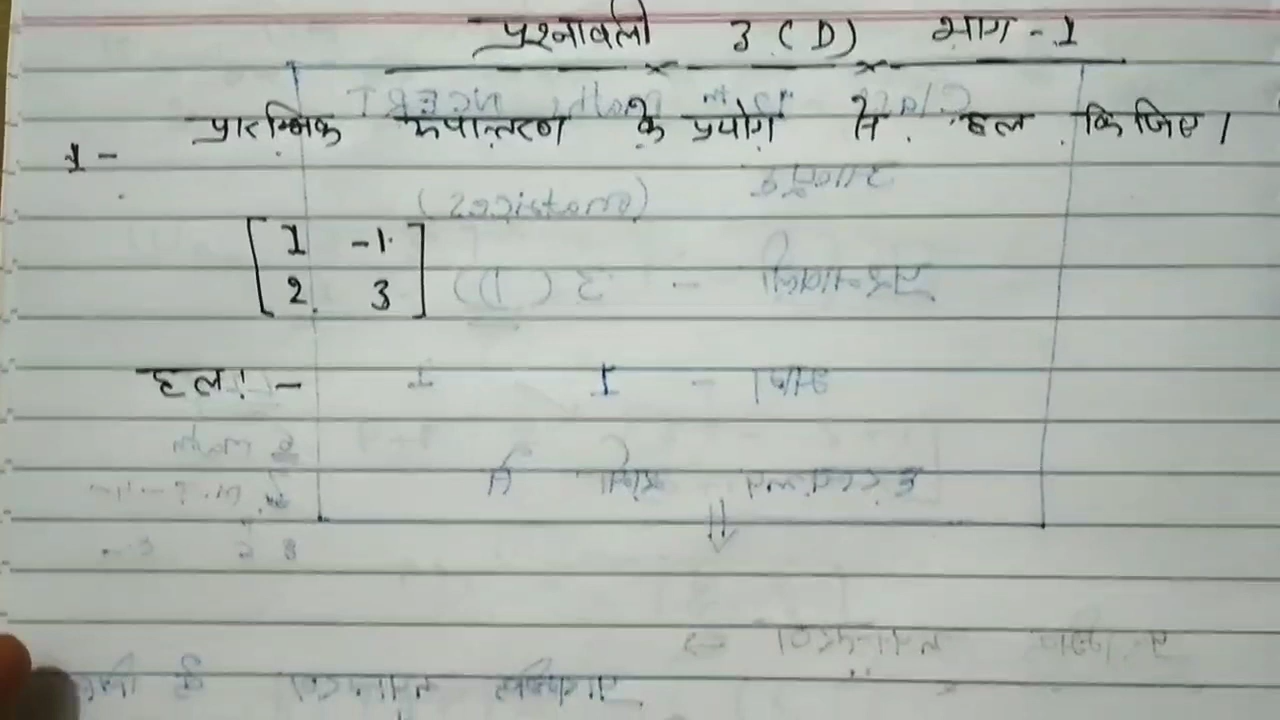 प्रश्नावली 3(D) भाग-1
प्रारम्भिक रुपान्तरण के प्रयोग से हल किजिए।
1-
[1 -1
2 3]
हल:-